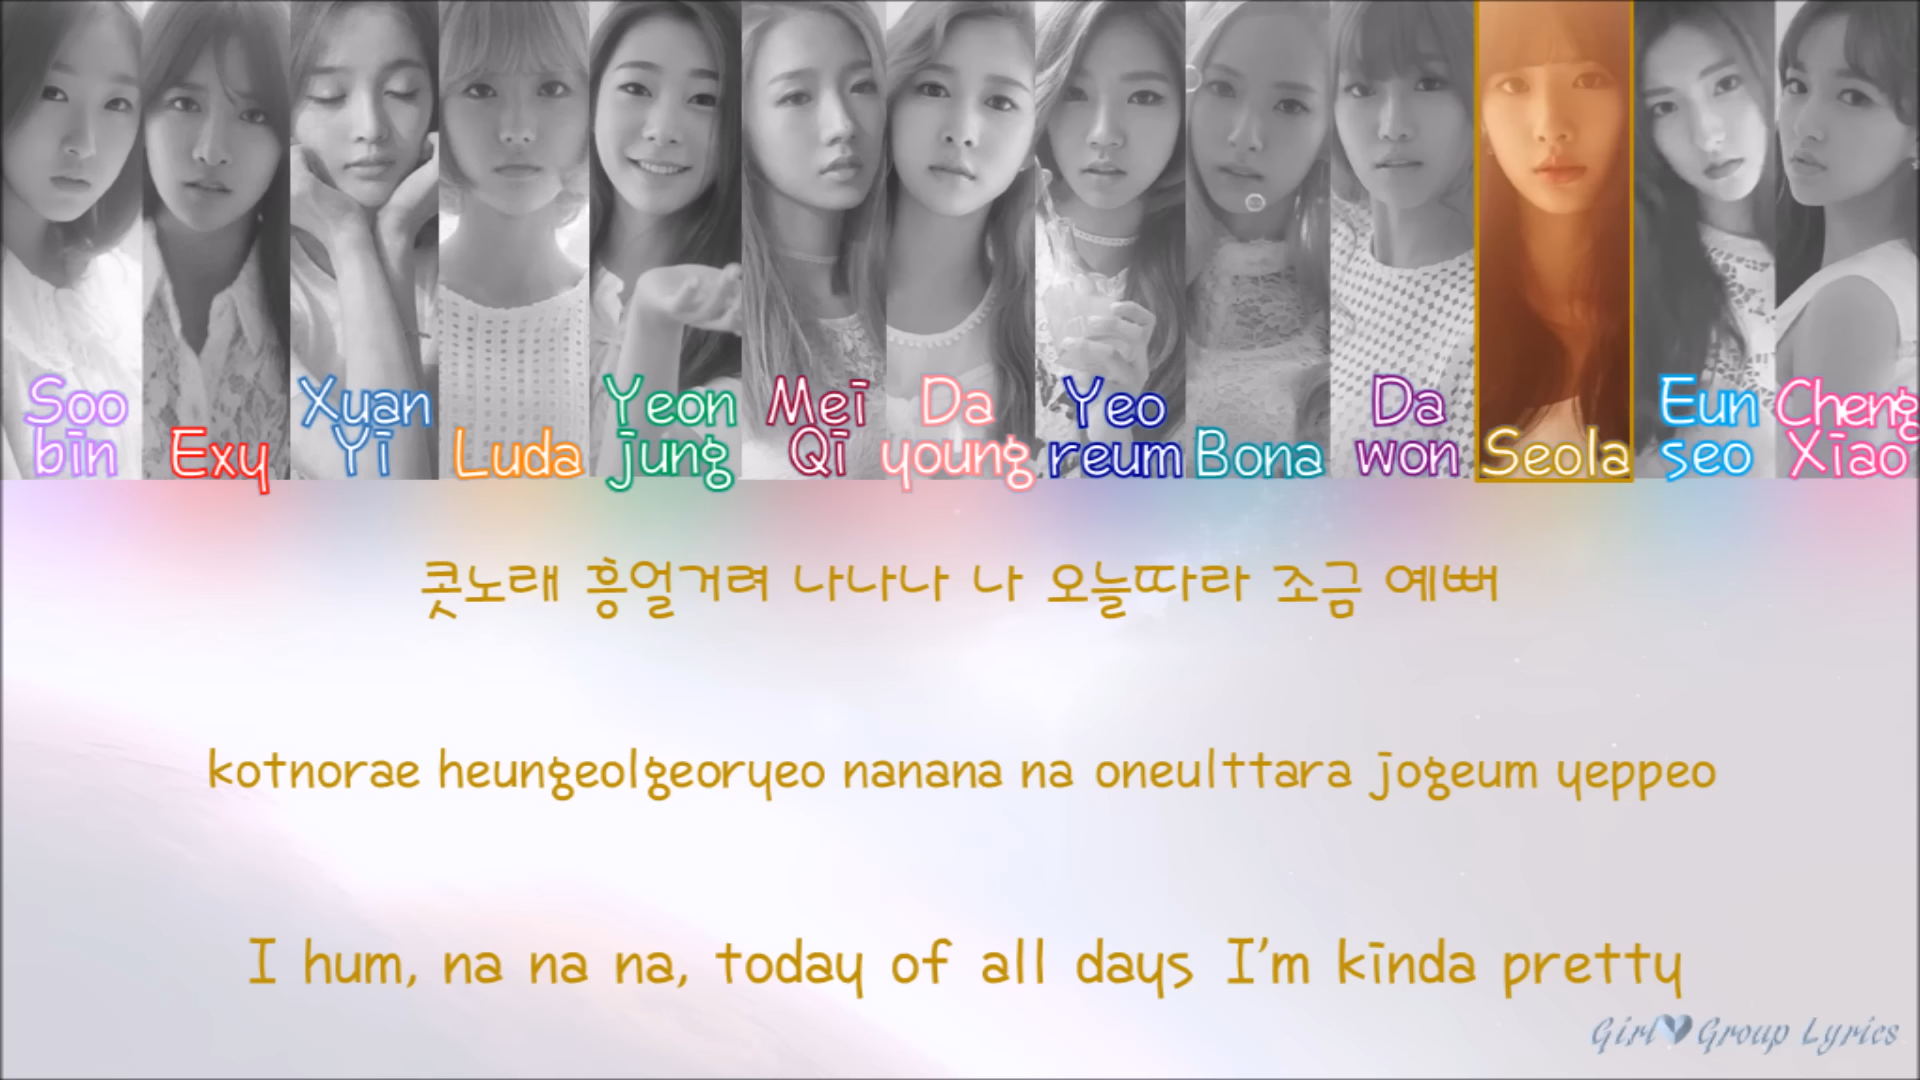 Soo bin
Exy
Xuan Yi
Luda
Yeon jung
Mei Qi
Da young
Yeo reum
Bona
Da won
Seola
Eun seo
Cheng Xiao
콧노래 흥얼거려 나나나 나 오늘따라 조금 예뻐
kotnorae heungeolgeoryeo nanana na oneulttara jogeum yeppeo
I hum, na na na, today of all days I'm kinda pretty
Girl Group Lyrics